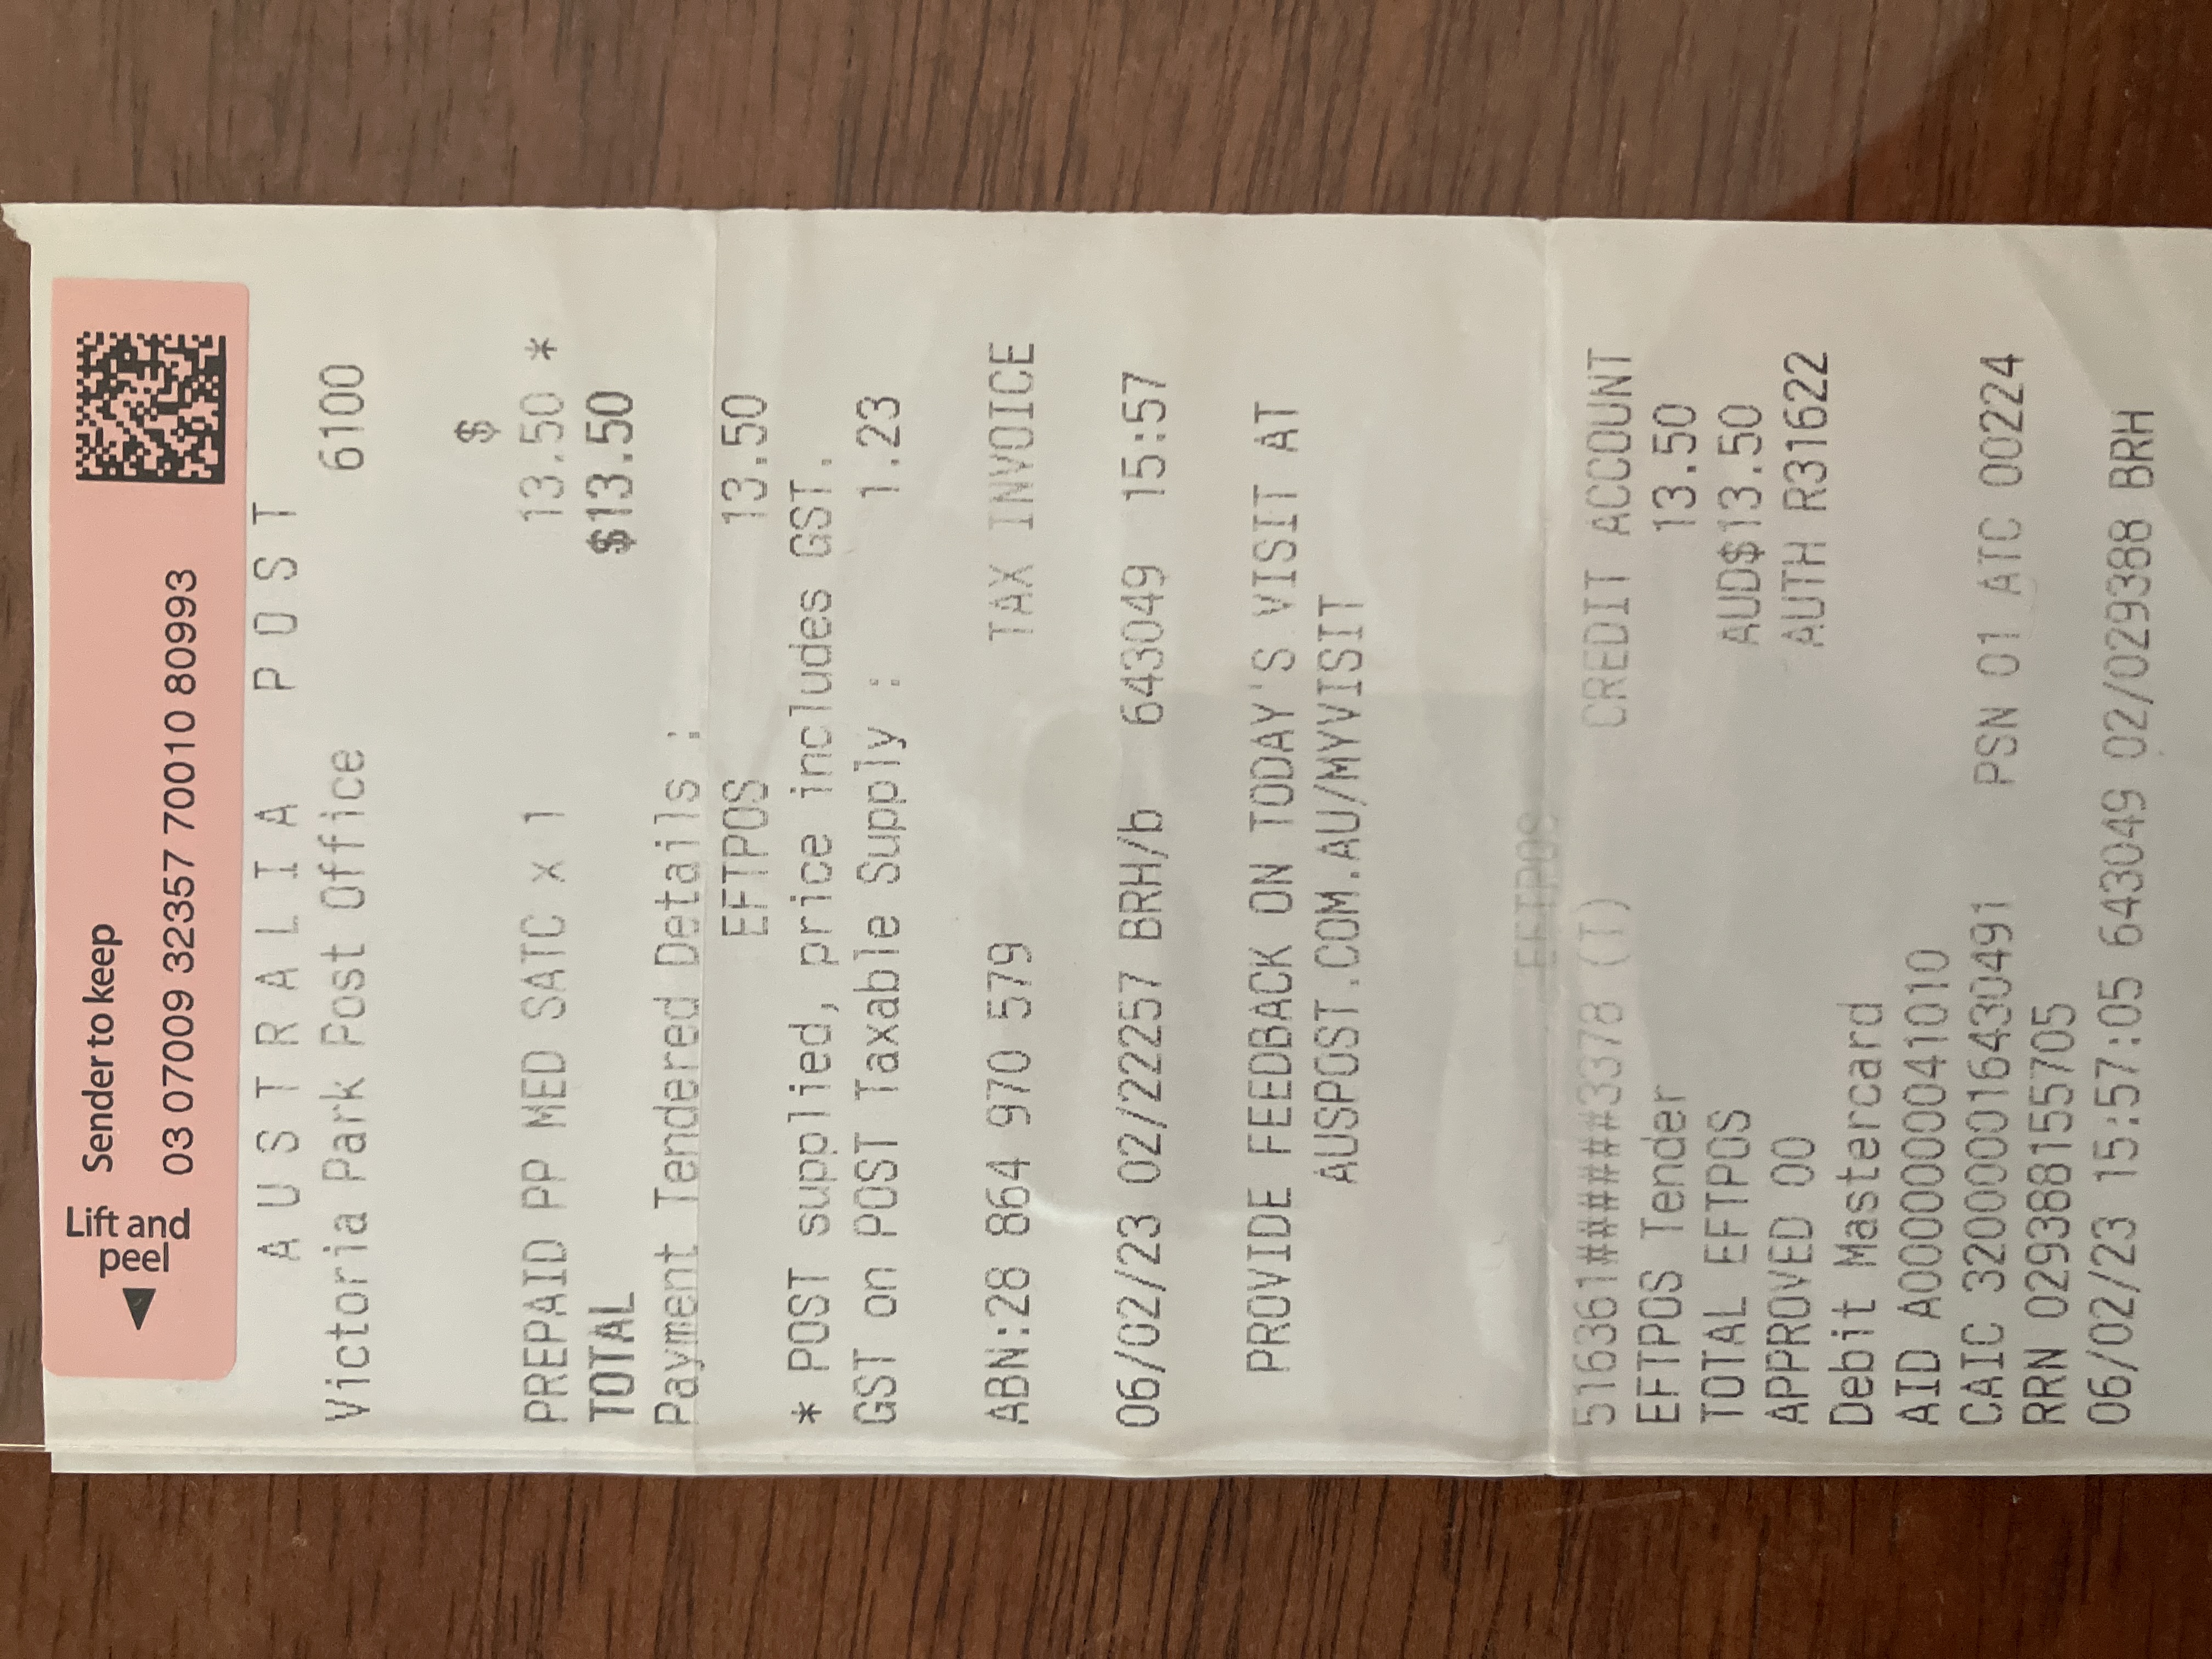 Lift and
peel
Sender to keep
03 07009 32357 70010 80993
AUSTRALIA POST
Victoria Park Post Office 6100
$
PREPAID PP MED SATC x 1 13.50 *
TOTAL $13.50
Payment Tendered Details :
EFTPOS 13.50
* POST supplied, price includes GST.
GST on POST Taxable Supply : 1.23
ABN:28 864 970 579 TAX INVOICE
06/02/23 02/22257 BRH/b 643049 15:57
PROVIDE FEEDBACK ON TODAY'S VISIT AT
AUSPOST.COM.AU/MYVISIT
EFTPOS
516361######3378 (T) CREDIT ACCOUNT
EFTPOS Tender 13.50
TOTAL EFTPOS AUD$13.50
APPROVED 00 AUTH R31622
Debit Mastercard
AID A0000000041010
CAIC 320000016430491 PSN 01 ATC 00224
RRN 029388155705
06/02/23 15:57:05 643049 02/029388 BRH